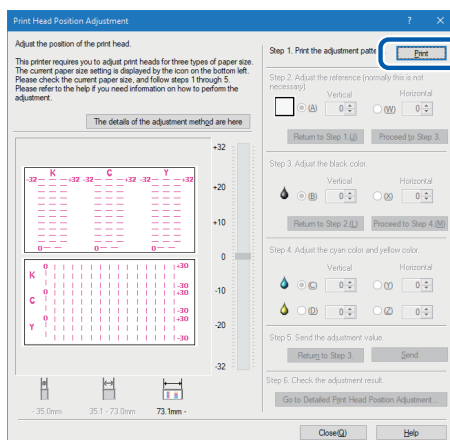 Print Head Position Adjustment
? ×
Adjust the position of the print head.
This printer requires you to adjust print heads for three types of paper size.
The current paper size setting is displayed by the icon on the bottom left.
Please check the current paper size, and follow steps 1 through 5.
Please refer to the help if you need information on how to perform the
adjustment.
The details of the adjustment method are here
-32 K -32 -32 C -32 -32 Y -32
0 0 0
K 0 +30
-30
C 0 +30
-30
Y 0 +30
-30
+32
+20
+10
0
-10
-20
-32
- 35.0mm 35.1 - 73.0mm 73.1mm -
Step 1. Print the adjustment patte
Print
Step 2. Adjust the reference (normally this is not
necessary).
Vertical Horizontal
(A) 0 (W) 0
Return to Step 1.(J) Proceed to Step 3.
Step 3. Adjust the black color.
Vertical Horizontal
(B) 0 (X) 0
Return to Step 2.(L) Proceed to Step 4.(M)
Step 4. Adjust the cyan color and yellow color.
Vertical Horizontal
(C) 0 (Y) 0
(D) 0 (Z) 0
Step 5. Send the adjustment value.
Return to Step 3. Send
Step 6. Check the adjustment result.
Go to Detailed Print Head Position Adjustment...
Close(Q) Help